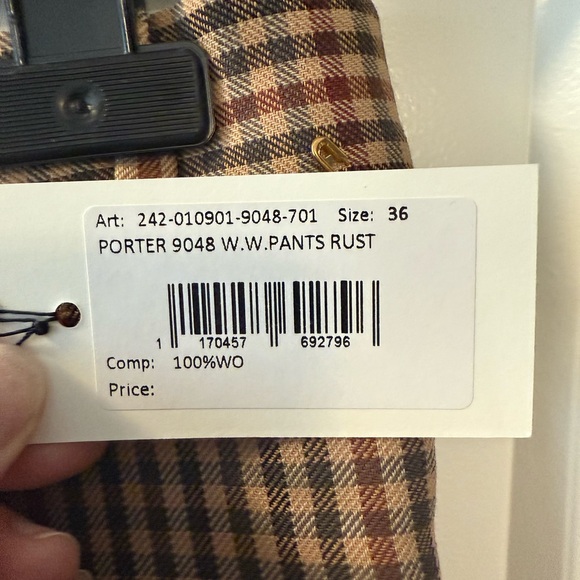 Art: 242-010901-9048-701 Size: 36
PORTER 9048 W.W.PANTS RUST
1 170457 692796
Comp: 100%WO
Price: